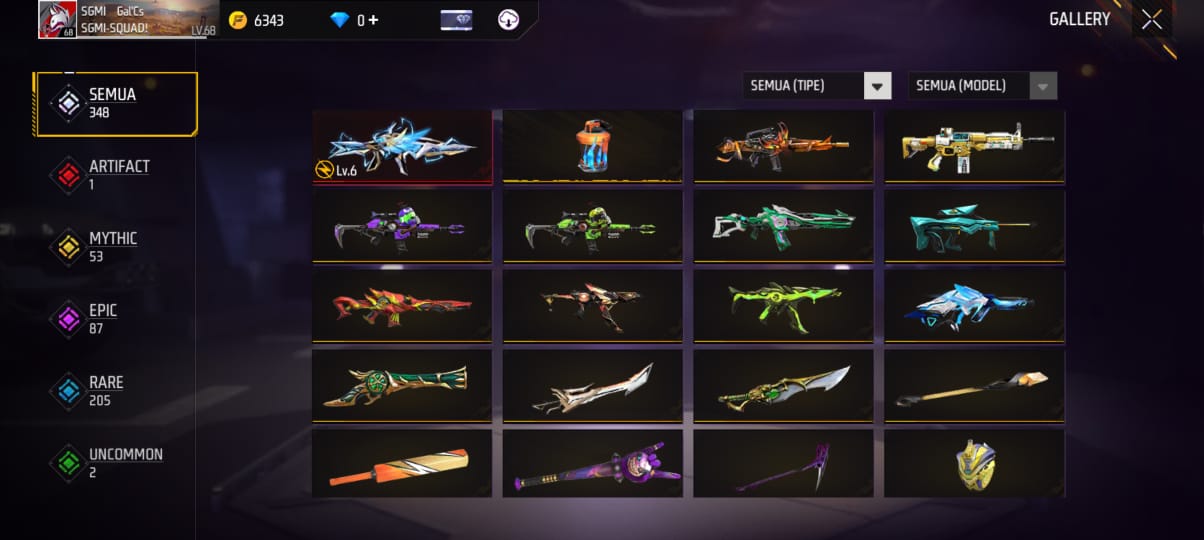 SGMI Gal'Cs
SGMI-SQUAD!
LV.68
68
6343
0 +
GALLERY
SEMUA
348
SEMUA (TIPE)
SEMUA (MODEL)
ARTIFACT
1
MYTHIC
53
EPIC
87
RARE
205
UNCOMMON
2
Lv.6